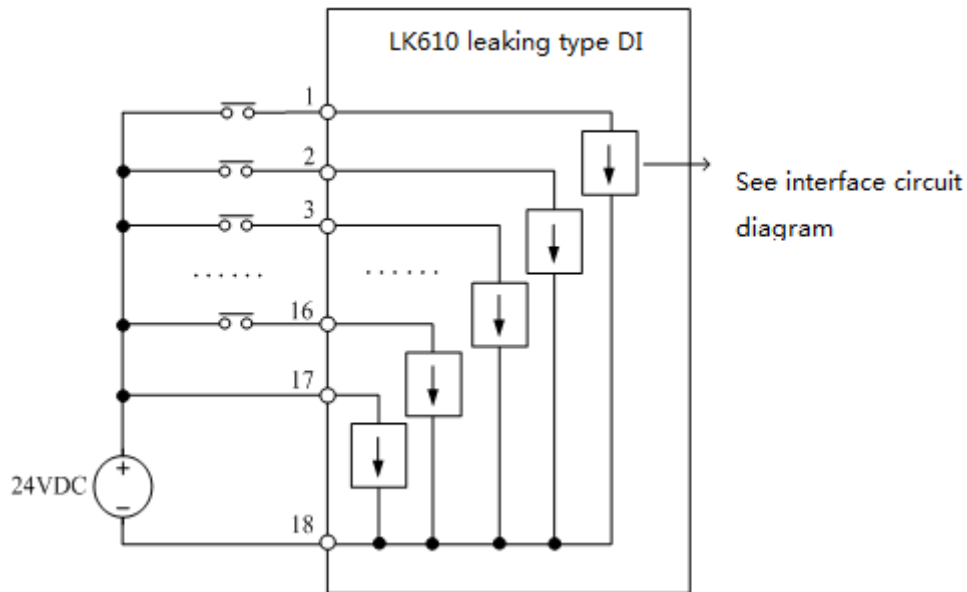 LK610 leaking type DI
1
2
See interface circuit
diagram
3
......
......
16
17
+
24VDC
−
18